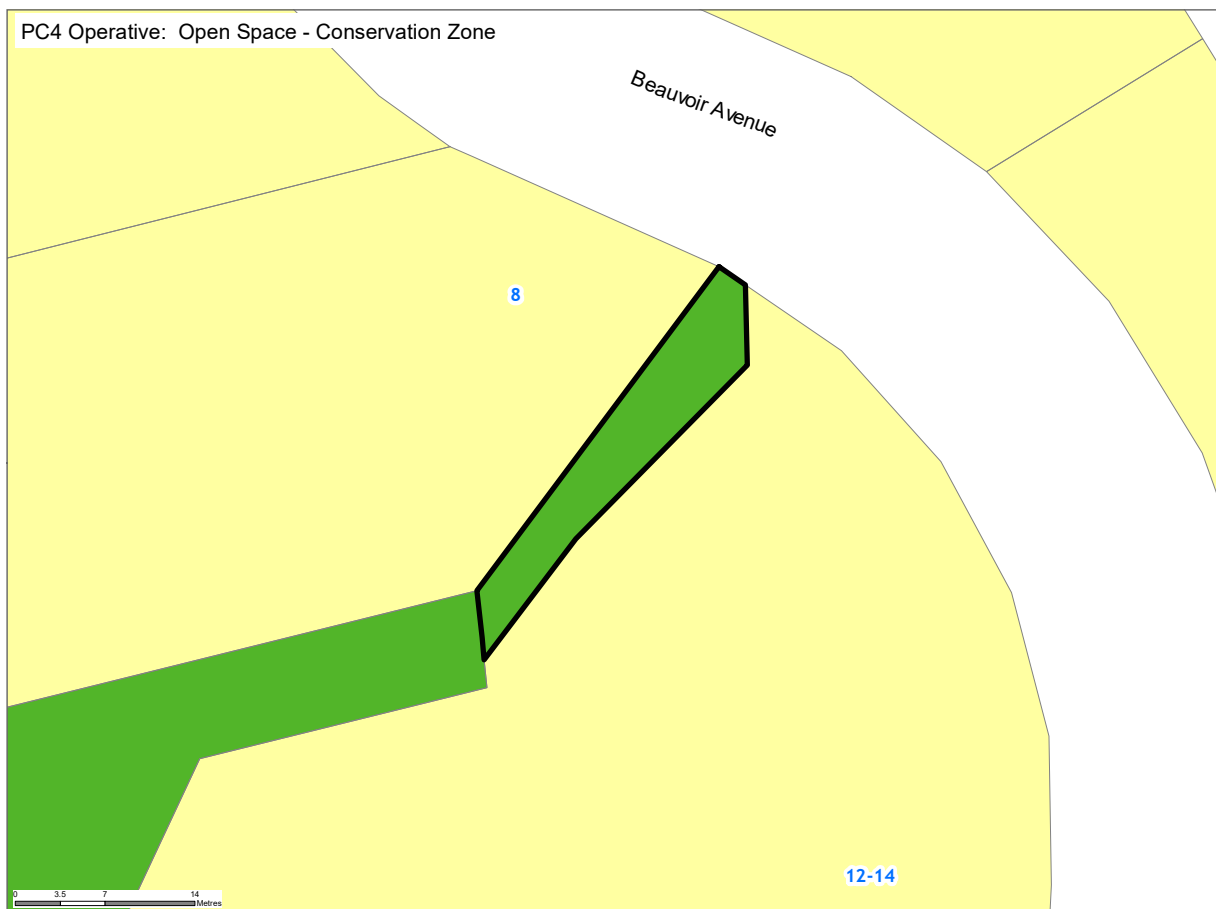 PC4 Operative: Open Space - Conservation Zone
Beauvoir Avenue
8
12-14
0 3.5 7 14
Metres